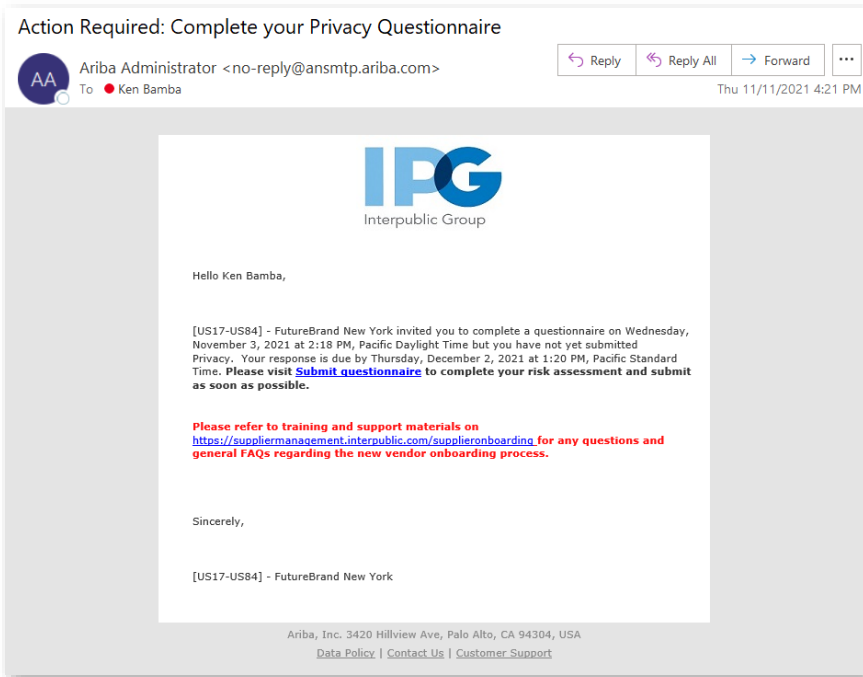 Action Required: Complete your Privacy Questionnaire
AA
Ariba Administrator <no-reply@ansmtp.ariba.com>
To Ken Bamba
Reply
Reply All
Forward
Thu 11/11/2021 4:21 PM
IPG
Interpublic Group
Hello Ken Bamba,
[US17-US84] - FutureBrand New York invited you to complete a questionnaire on Wednesday,
November 3, 2021 at 2:18 PM, Pacific Daylight Time but you have not yet submitted
Privacy. Your response is due by Thursday, December 2, 2021 at 1:20 PM, Pacific Standard
Time. Please visit Submit questionnaire to complete your risk assessment and submit
as soon as possible.
Please refer to training and support materials on
https://suppliermanagement.interpublic.com/supplieronboarding for any questions and
general FAQs regarding the new vendor onboarding process.
Sincerely,
[US17-US84] - FutureBrand New York
Ariba, Inc. 3420 Hillview Ave, Palo Alto, CA 94304, USA
Data Policy | Contact Us | Customer Support